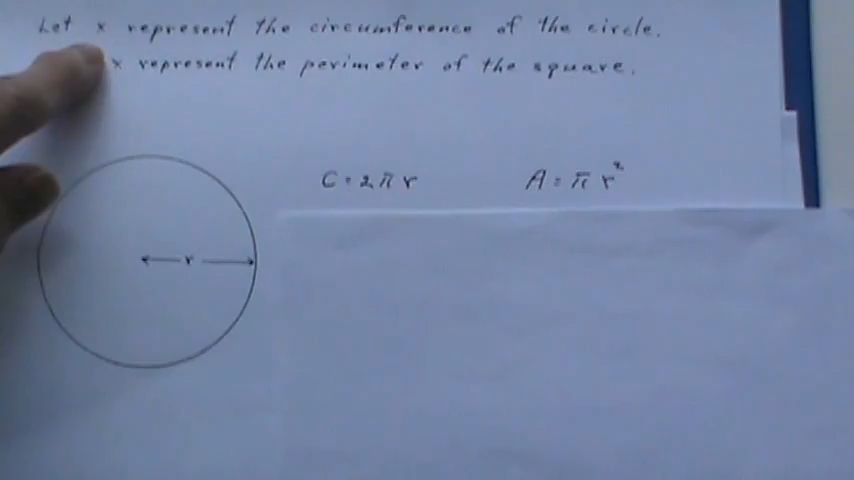 Let x represent the circumference of the circle.
x represent the perimeter of the square.
C = 2πr
A = πr²
r